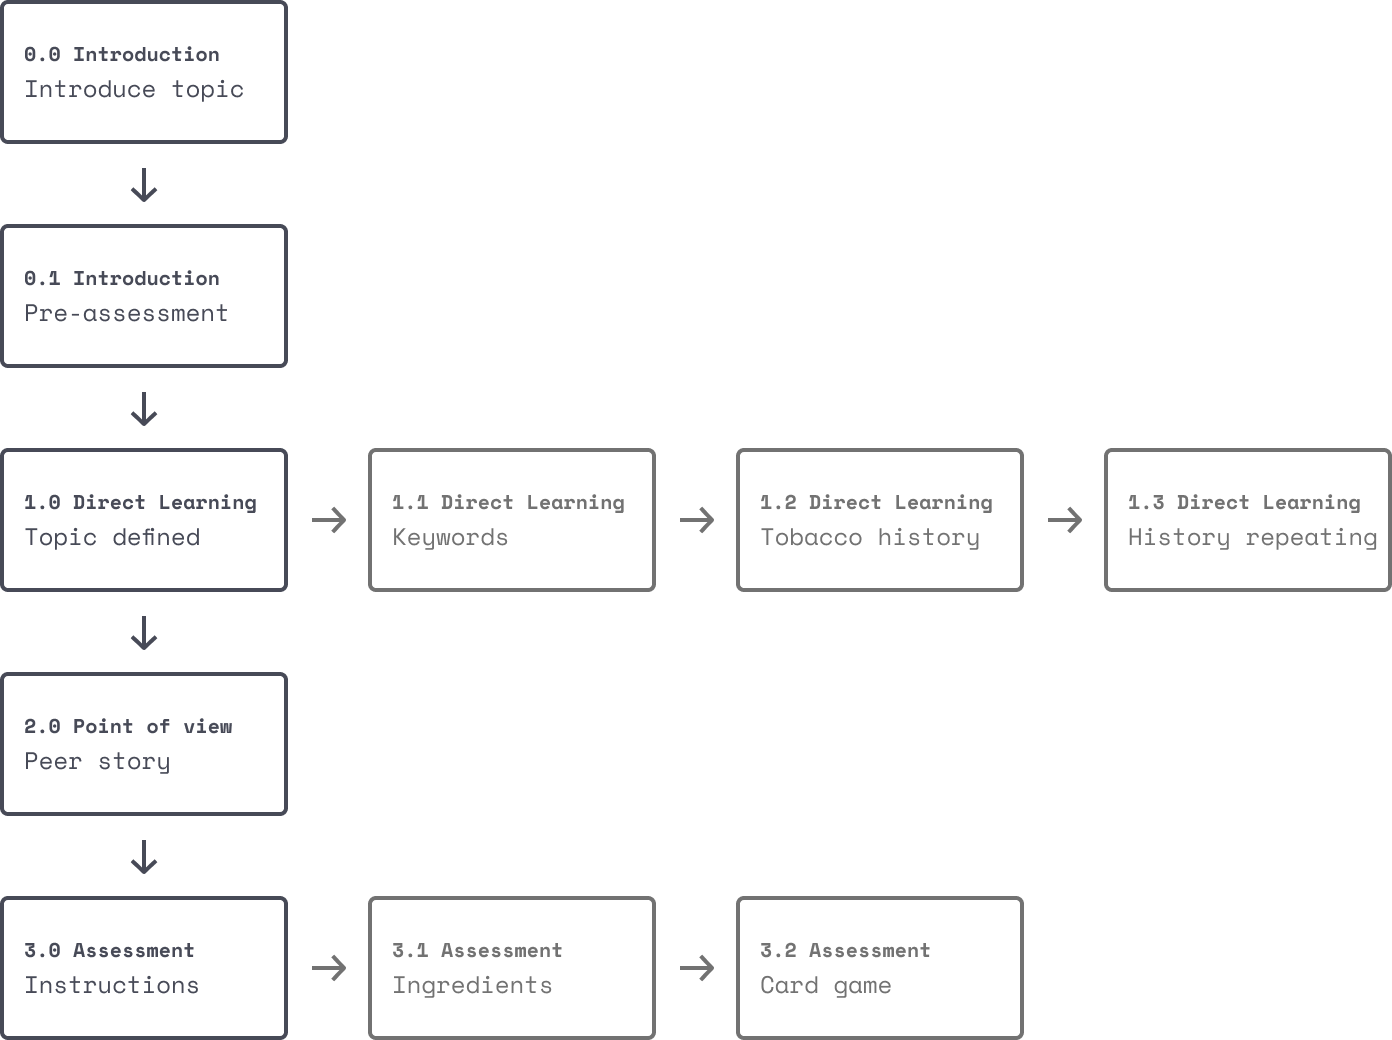 0.0 Introduction
Introduce topic
0.1 Introduction
Pre-assessment
1.0 Direct Learning
Topic defined
1.1 Direct Learning
Keywords
1.2 Direct Learning
Tobacco history
1.3 Direct Learning
History repeating
2.0 Point of view
Peer story
3.0 Assessment
Instructions
3.1 Assessment
Ingredients
3.2 Assessment
Card game